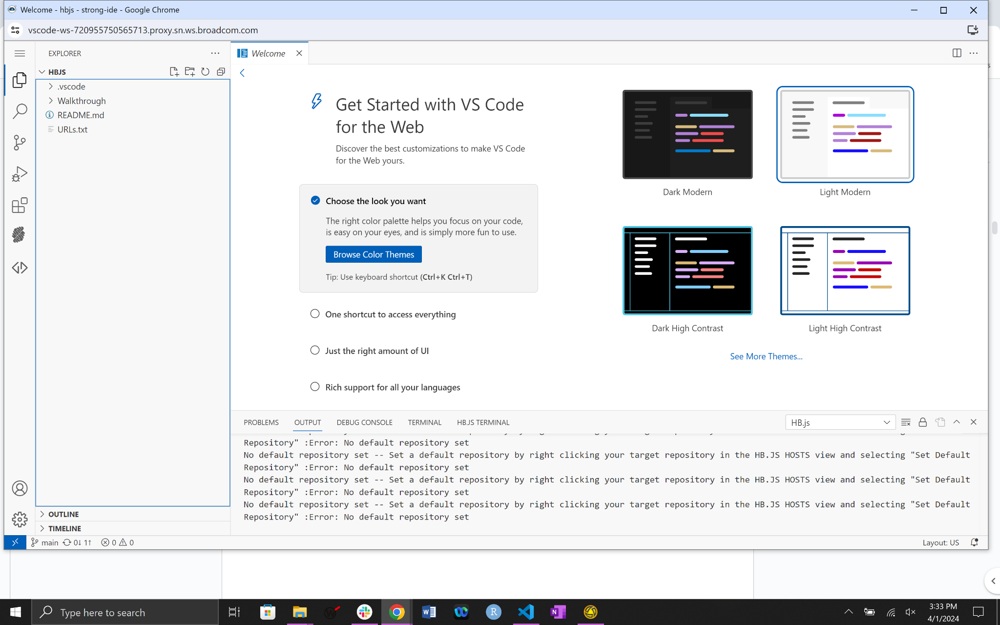 Welcome - hbjs - strong-ide - Google Chrome
vscode-ws-720955750565713.proxy.sn.ws.broadcom.com
EXPLORER
HBJS
.vscode
Walkthrough
README.md
URLs.txt
OUTLINE
TIMELINE
Welcome
Get Started with VS Code
for the Web
Discover the best customizations to make VS Code
for the Web yours.
Choose the look you want
The right color palette helps you focus on your code,
is easy on your eyes, and is simply more fun to use.
Browse Color Themes
Tip: Use keyboard shortcut (Ctrl+K Ctrl+T)
One shortcut to access everything
Just the right amount of UI
Rich support for all your languages
Dark Modern
Light Modern
Dark High Contrast
Light High Contrast
See More Themes...
PROBLEMS OUTPUT DEBUG CONSOLE TERMINAL HB.JS TERMINAL
HB.js
Repository" :Error: No default repository set
No default repository set -- Set a default repository by right clicking your target repository in the HB.JS HOSTS view and selecting "Set Default
Repository" :Error: No default repository set
No default repository set -- Set a default repository by right clicking your target repository in the HB.JS HOSTS view and selecting "Set Default
Repository" :Error: No default repository set
No default repository set -- Set a default repository by right clicking your target repository in the HB.JS HOSTS view and selecting "Set Default
Repository" :Error: No default repository set
main 0↓ 1↑ 0 0
Layout: US
Type here to search
3:33 PM
4/1/2024